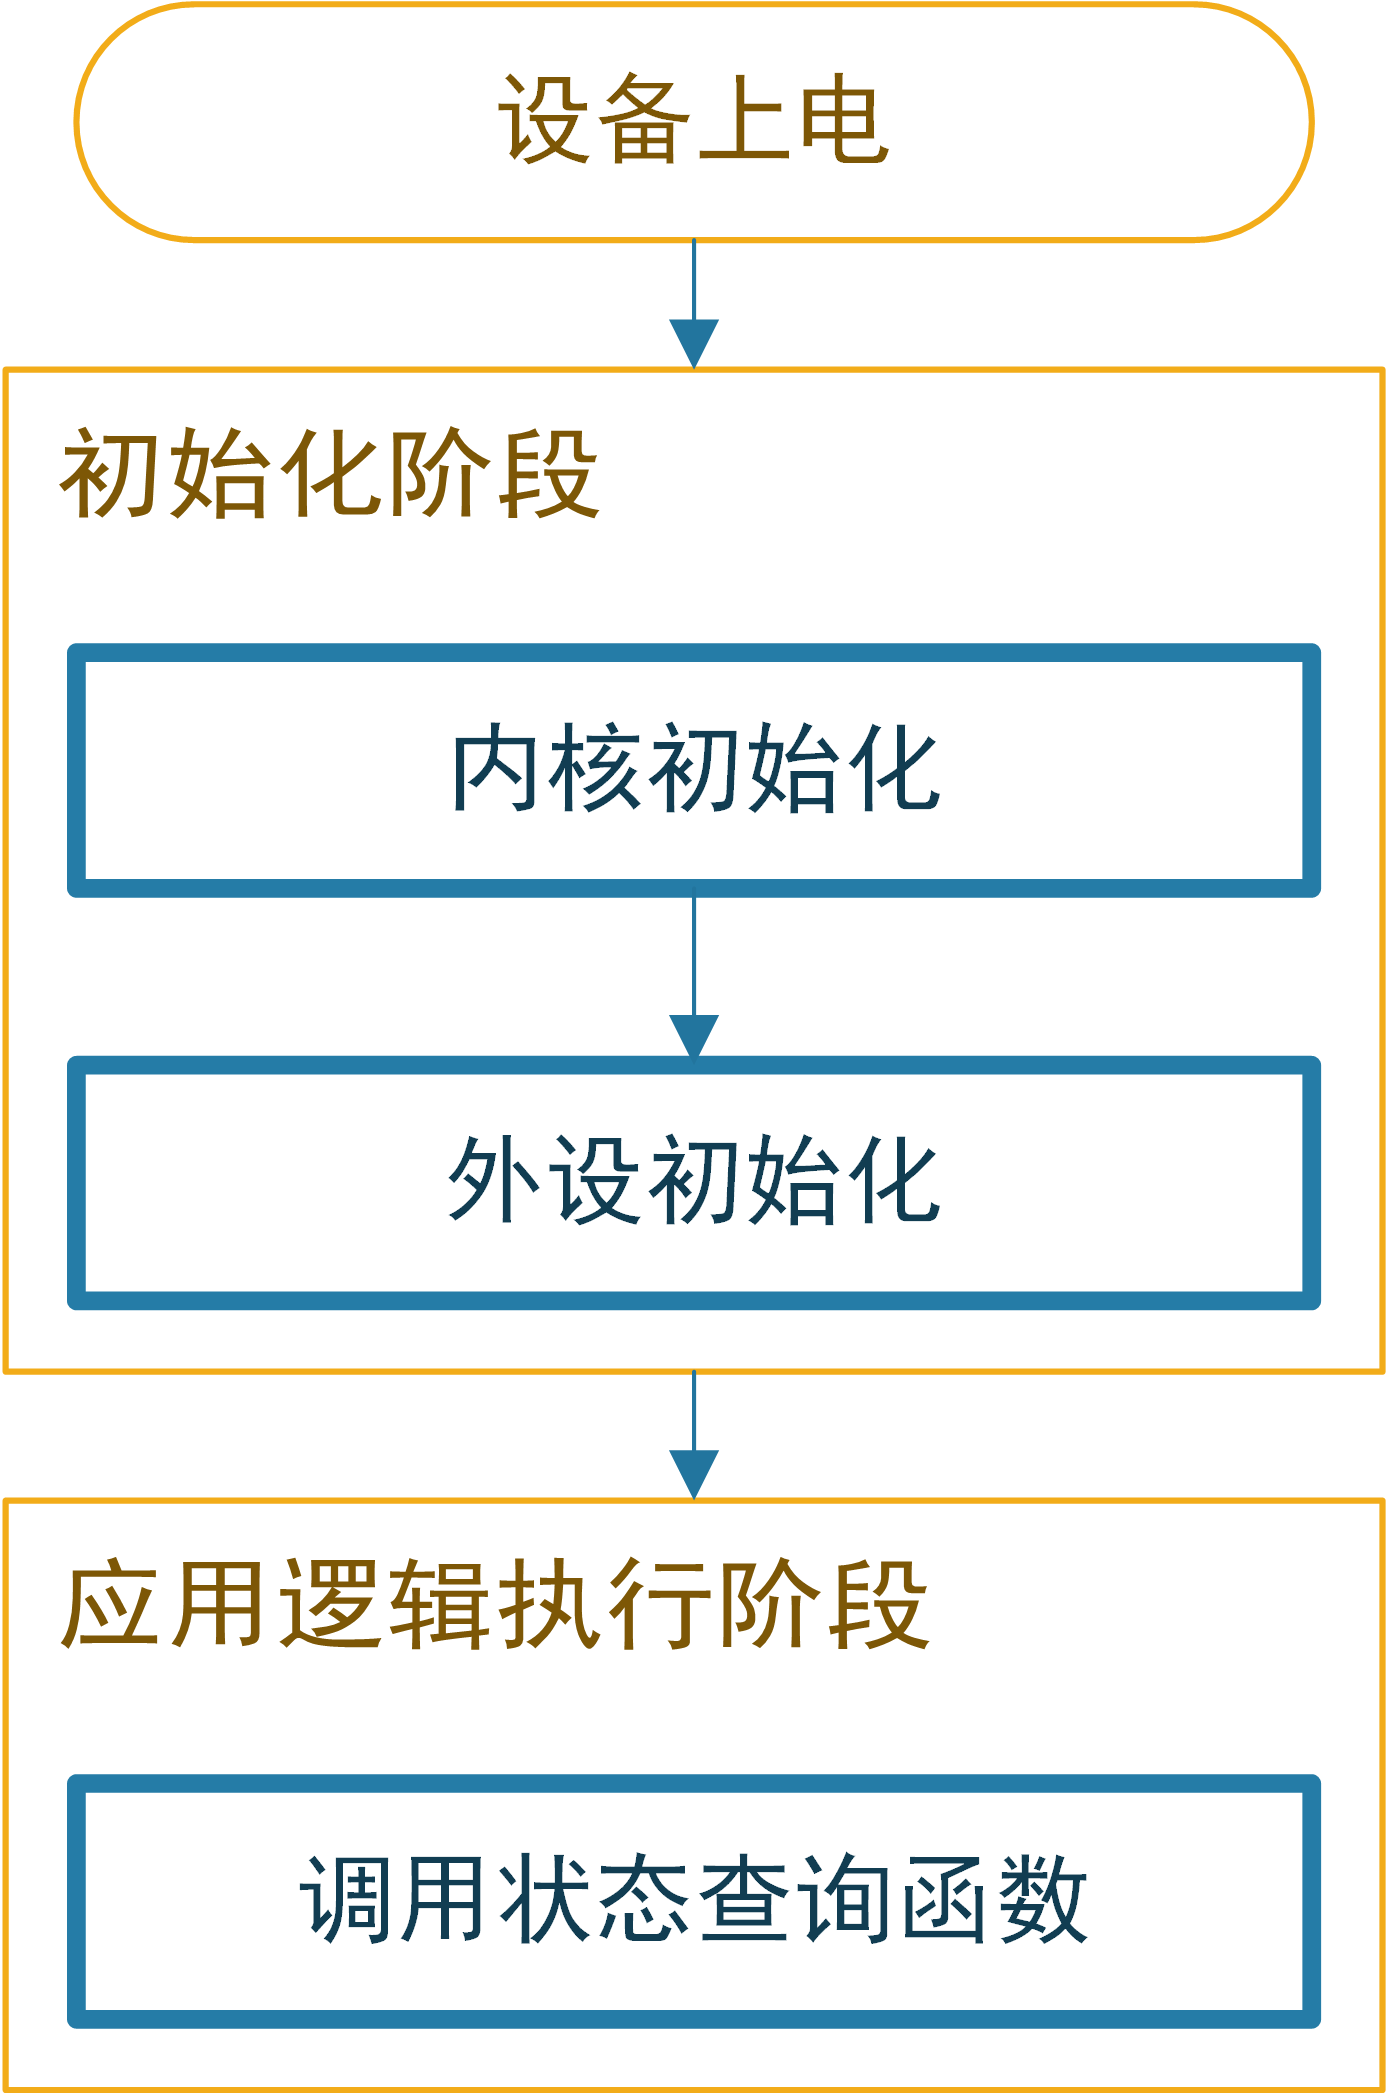 设备上电
初始化阶段
内核初始化
外设初始化
应用逻辑执行阶段
调用状态查询函数